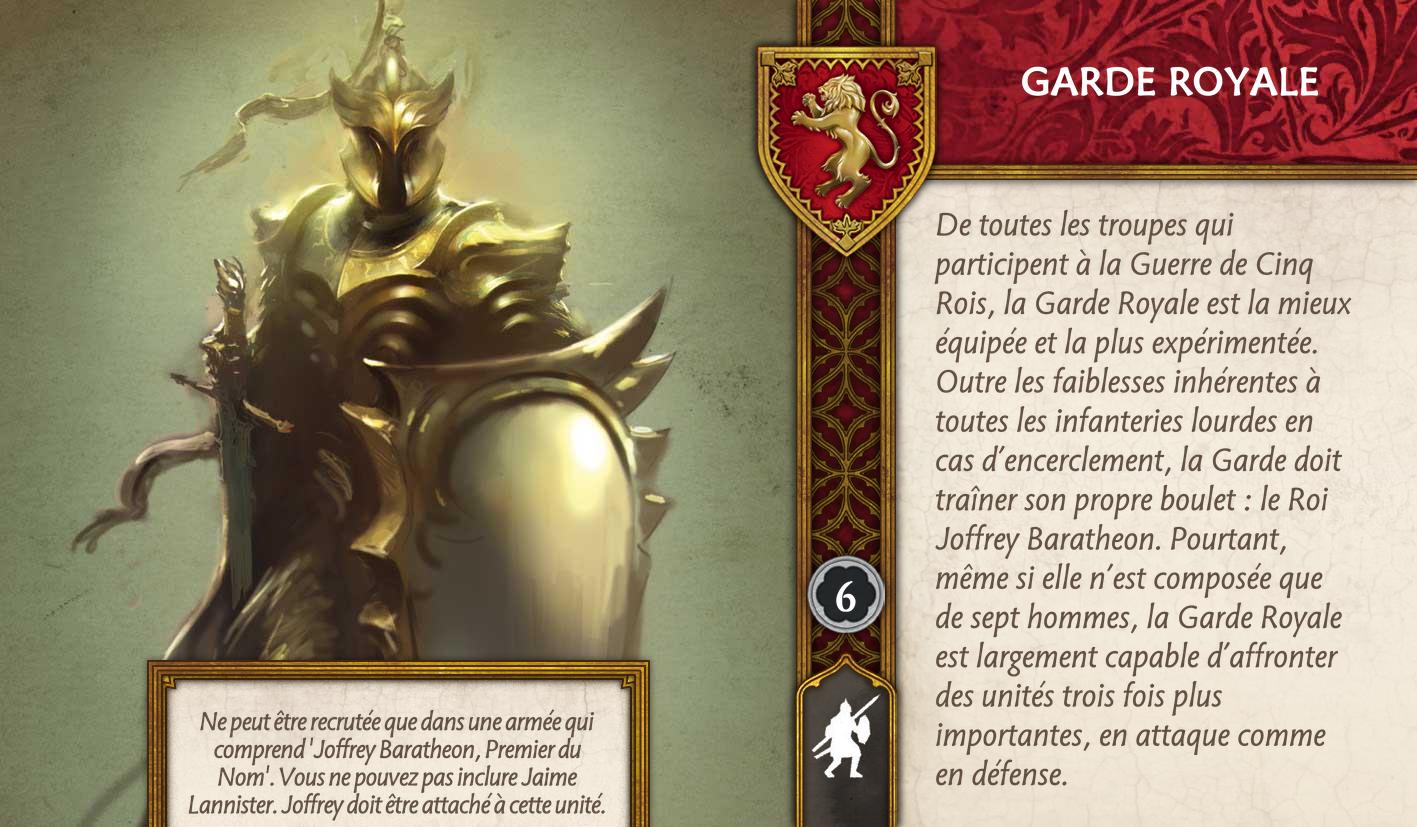 GARDE ROYALE
De toutes les troupes qui
participent à la Guerre de Cinq
Rois, la Garde Royale est la mieux
équipée et la plus expérimentée.
Outre les faiblesses inhérentes à
toutes les infanteries lourdes en
cas d'encerclement, la Garde doit
traîner son propre boulet : le Roi
Joffrey Baratheon. Pourtant,
même si elle n'est composée que
de sept hommes, la Garde Royale
est largement capable d'affronter
des unités trois fois plus
importantes, en attaque comme
en défense.
6
Ne peut être recrutée que dans une armée qui
comprend 'Joffrey Baratheon, Premier du
Nom'. Vous ne pouvez pas inclure Jaime
Lannister. Joffrey doit être attaché à cette unité.